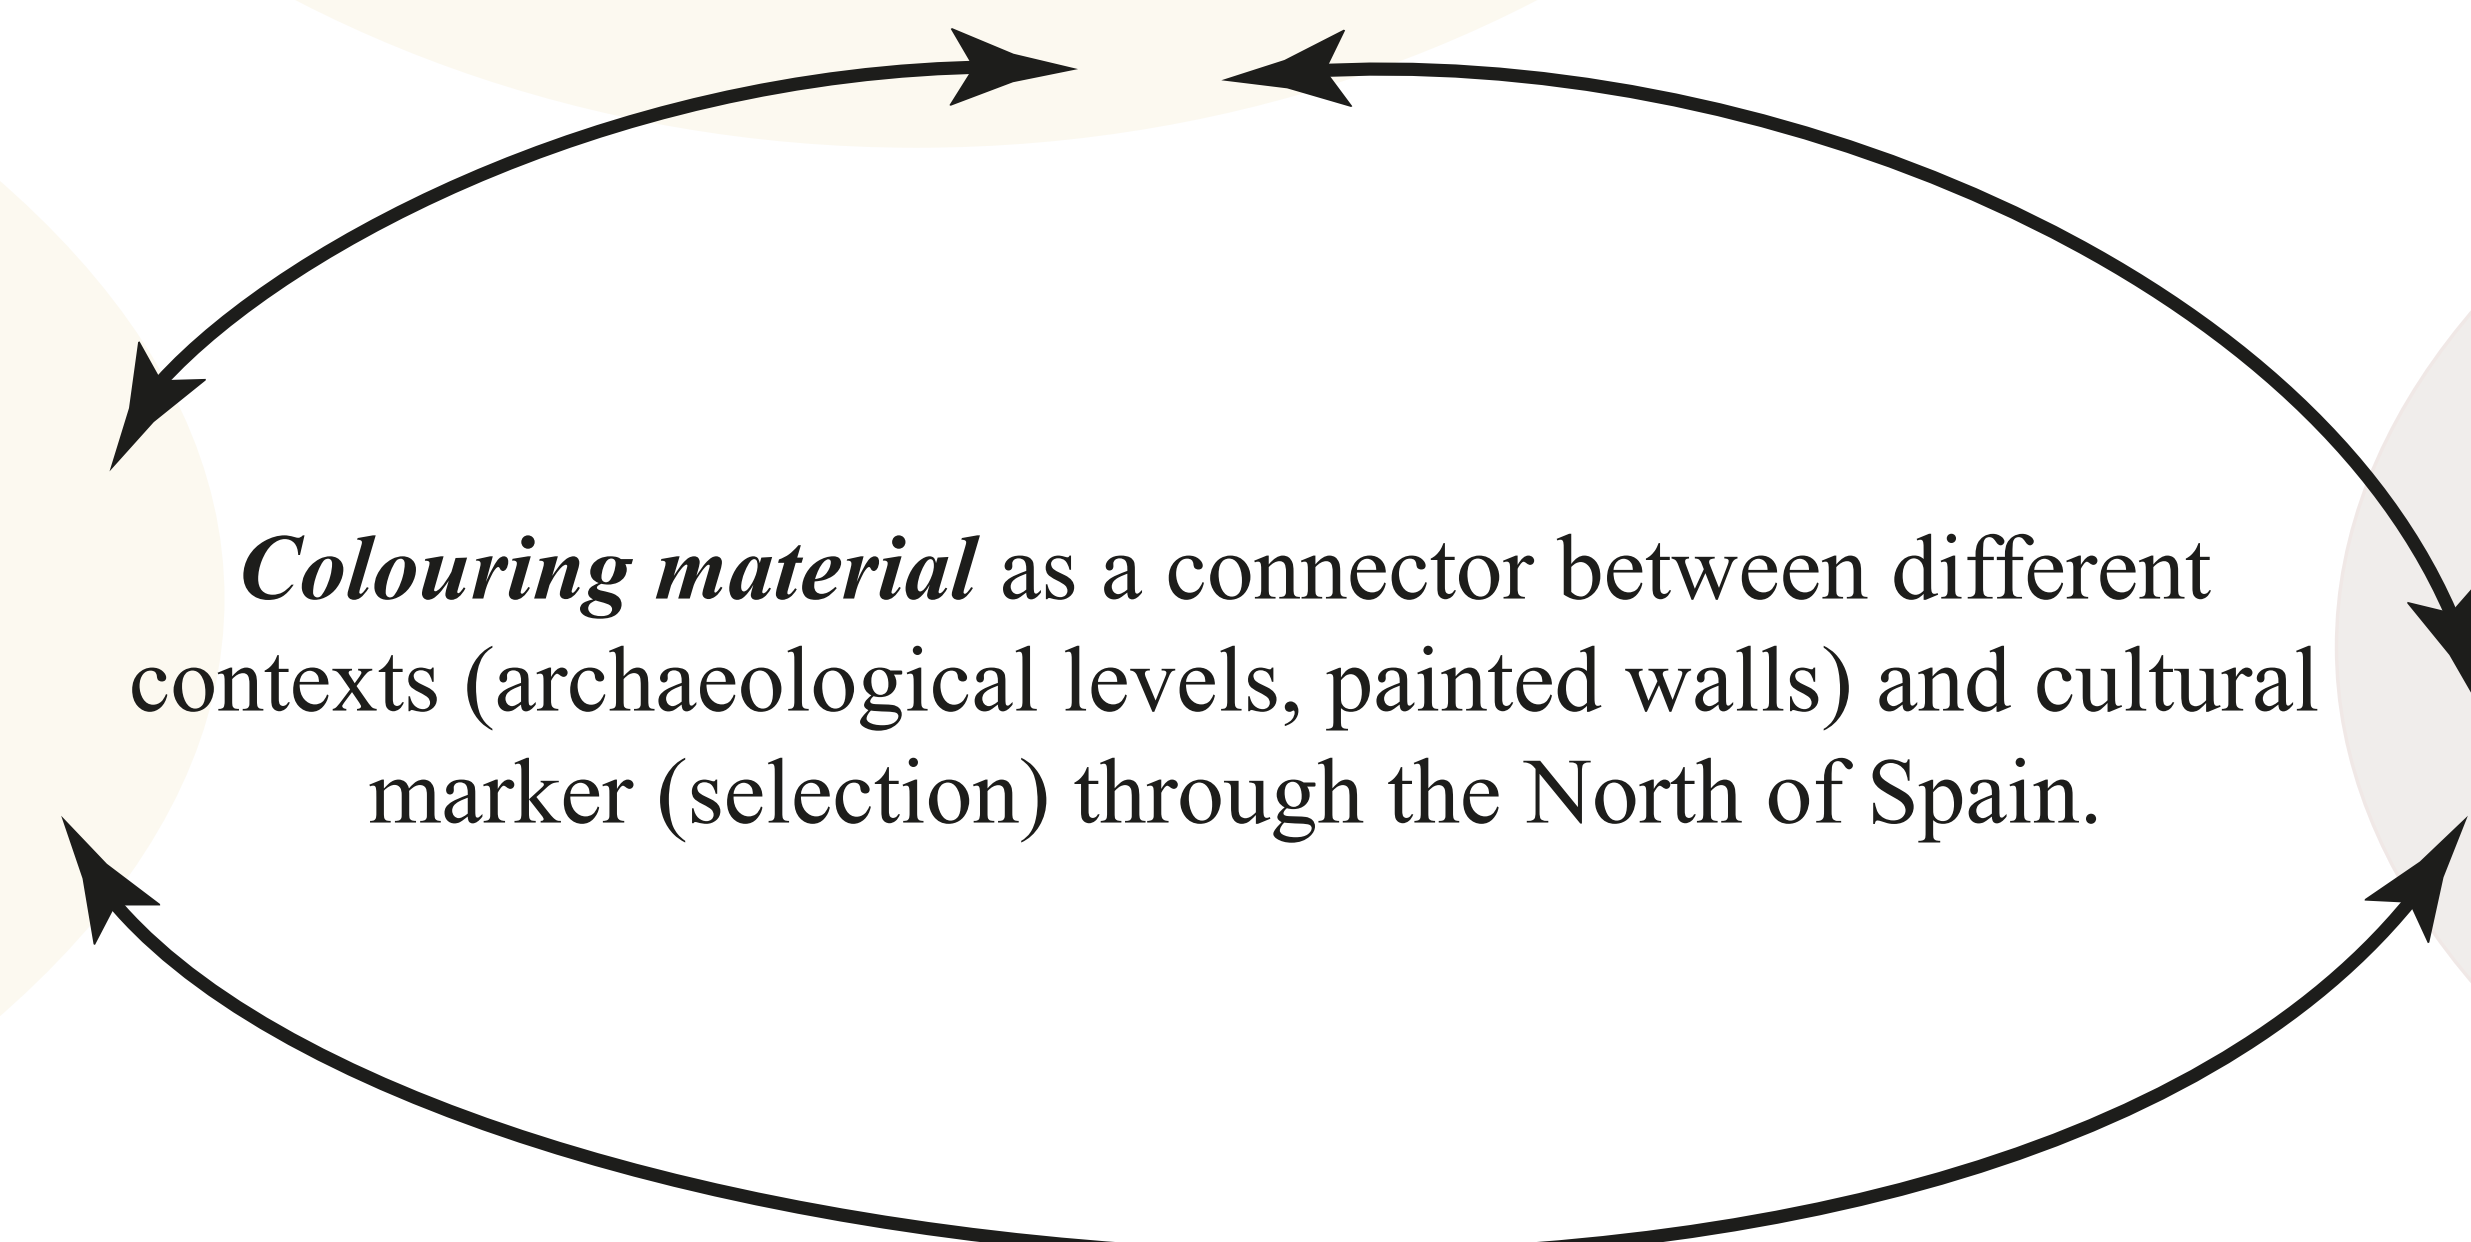 Colouring material as a connector between different
contexts (archaeological levels, painted walls) and cultural
marker (selection) through the North of Spain.